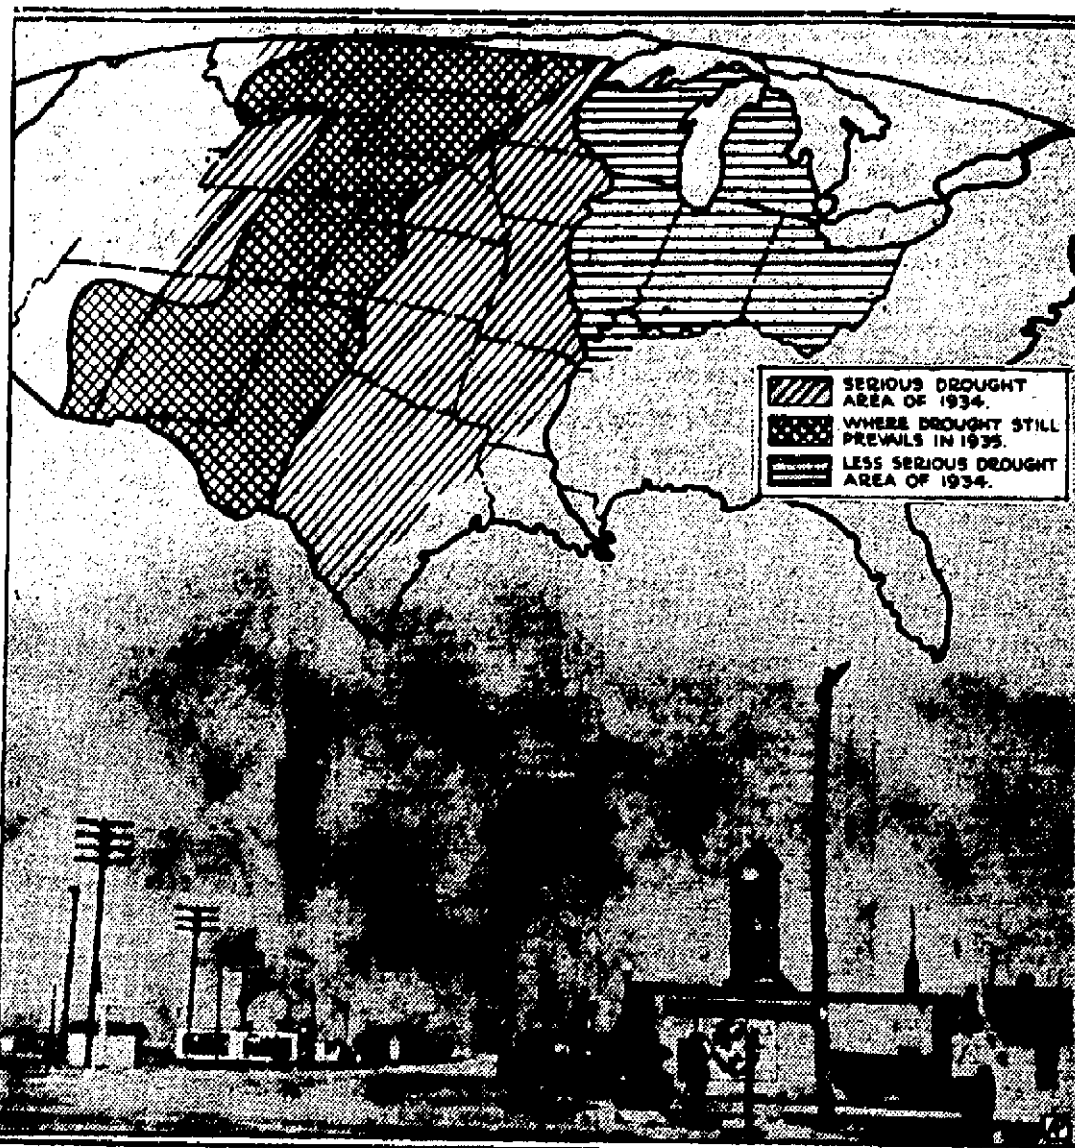 SERIOUS DROUGHT
AREA OF 1934.
WHERE DROUGHT STILL
PREVAILS IN 1935.
LESS SERIOUS DROUGHT
AREA OF 1934.